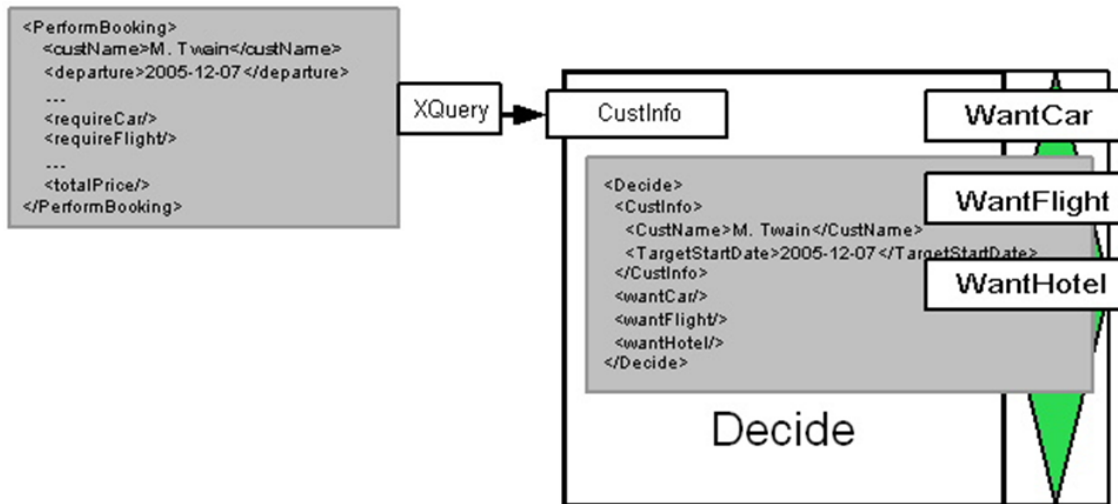 <PerformBooking>
<custName>M. Twain</custName>
<departure>2005-12-07</departure>
...
<requireCar/>
<requireFlight/>
...
<totalPrice/>
</PerformBooking>
XQuery
CustInfo
WantCar
<Decide>
<CustInfo>
<CustName>M. Twain</CustName>
<TargetStartDate>2005-12-07</TargetStartDate>
</CustInfo>
<wantCar/>
<wantFlight/>
<wantHotel/>
</Decide>
WantFlight
WantHotel
Decide